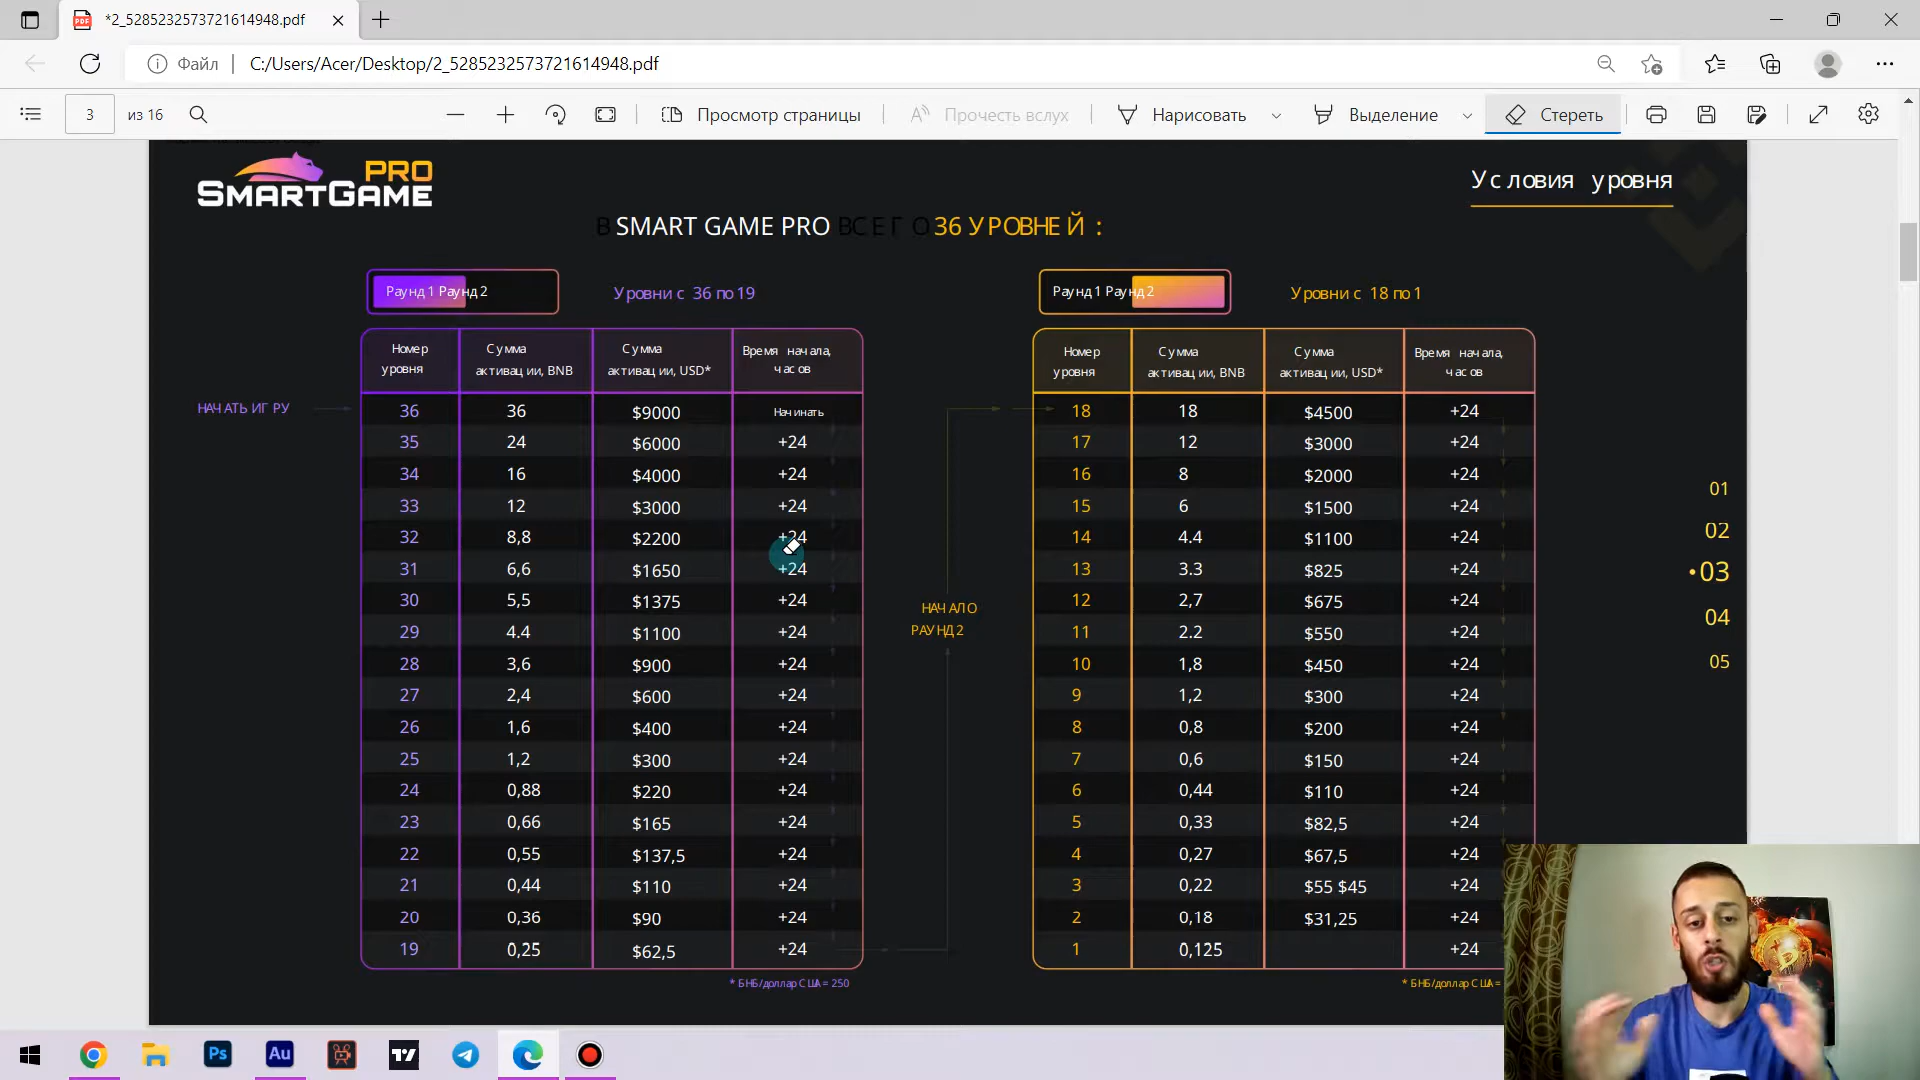 *2_5285232573721614948.pdf
Файл
C:/Users/Acer/Desktop/2_5285232573721614948.pdf
3 из 16
Просмотр страницы
Прочесть вслух
Нарисовать
Выделение
Стереть
SMARTGAME PRO
Условия уровня
В SMART GAME PRO ВСЕГО 36 УРОВНЕЙ :
Раунд 1 Раунд 2
Уровни с 36 по 19
Номер уровня Сумма активации, BNB Сумма активации, USD* Время начала, часов
НАЧАТЬ ИГРУ
36 36 $9000 Начинать
35 24 $6000 +24
34 16 $4000 +24
33 12 $3000 +24
32 8,8 $2200 +24
31 6,6 $1650 +24
30 5,5 $1375 +24
29 4.4 $1100 +24
28 3,6 $900 +24
27 2,4 $600 +24
26 1,6 $400 +24
25 1,2 $300 +24
24 0,88 $220 +24
23 0,66 $165 +24
22 0,55 $137,5 +24
21 0,44 $110 +24
20 0,36 $90 +24
19 0,25 $62,5 +24
* БНБ/доллар США = 250
НАЧАЛО
РАУНД 2
Раунд 1 Раунд 2
Уровни с 18 по 1
Номер уровня Сумма активации, BNB Сумма активации, USD* Время начала, часов
18 18 $4500 +24
17 12 $3000 +24
16 8 $2000 +24
15 6 $1500 +24
14 4.4 $1100 +24
13 3.3 $825 +24
12 2,7 $675 +24
11 2.2 $550 +24
10 1,8 $450 +24
9 1,2 $300 +24
8 0,8 $200 +24
7 0,6 $150 +24
6 0,44 $110 +24
5 0,33 $82,5 +24
4 0,27 $67,5 +24
3 0,22 $55 $45 +24
2 0,18 $31,25 +24
1 0,125 +24
* БНБ/доллар США =
01
02
•03
04
05
Ps
Au